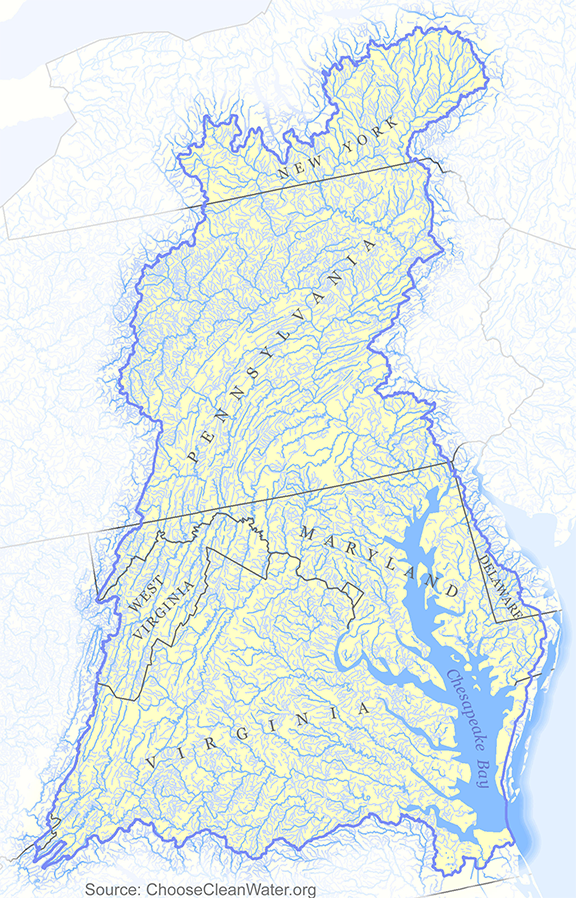 NEW YORK
PENNSYLVANIA
MARYLAND
DELAWARE
WEST
VIRGINIA
Chesapeake Bay
VIRGINIA
Source: ChooseCleanWater.org